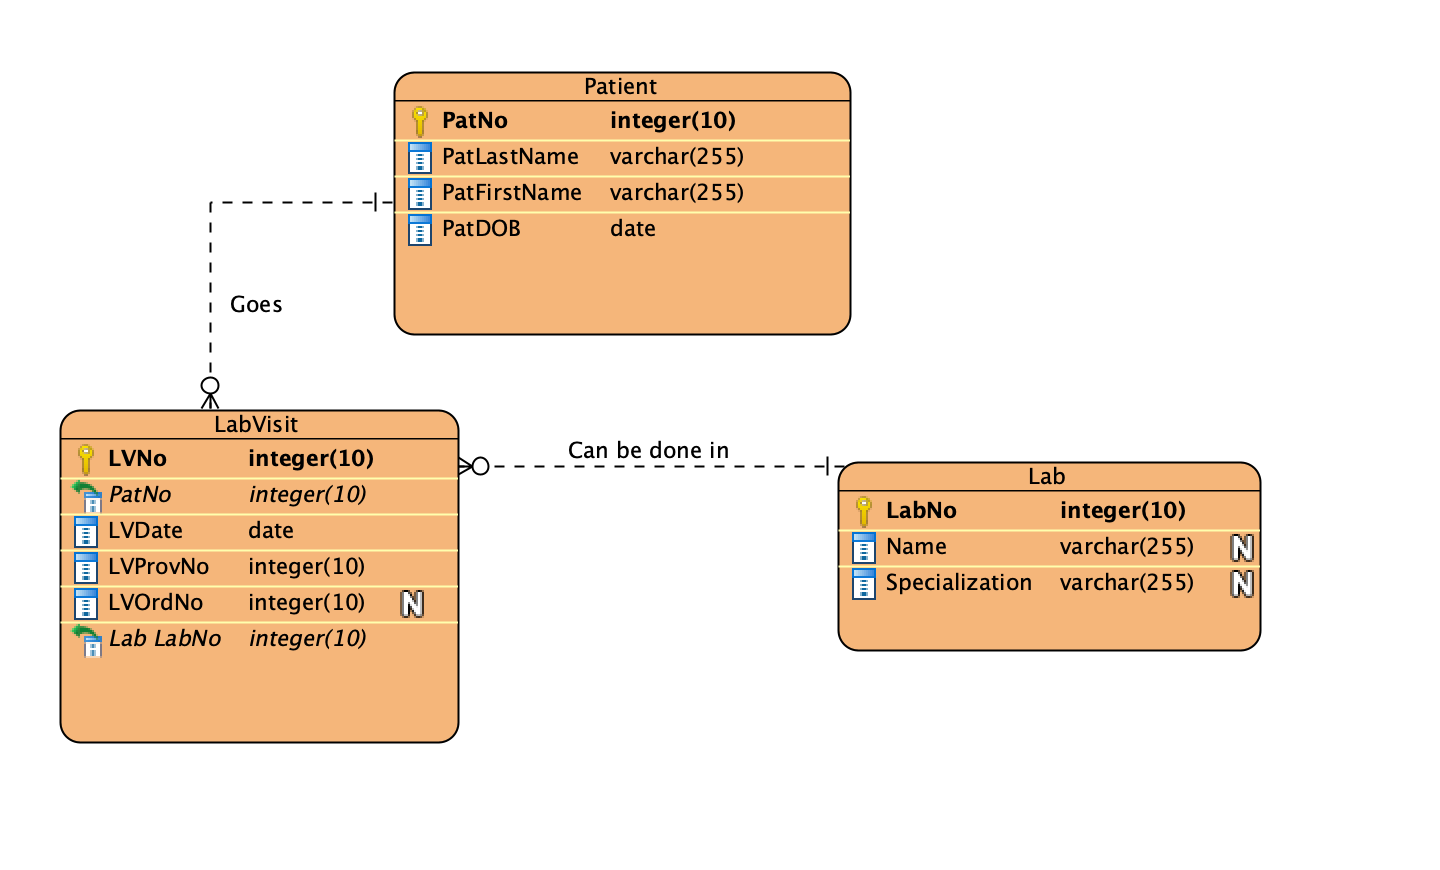 Patient
PatNo integer(10)
PatLastName varchar(255)
PatFirstName varchar(255)
PatDOB date
Goes
LabVisit
LVNo integer(10)
PatNo integer(10)
LVDate date
LVProvNo integer(10)
LVOrdNo integer(10) N
Lab LabNo integer(10)
Can be done in
Lab
LabNo integer(10)
Name varchar(255) N
Specialization varchar(255) N